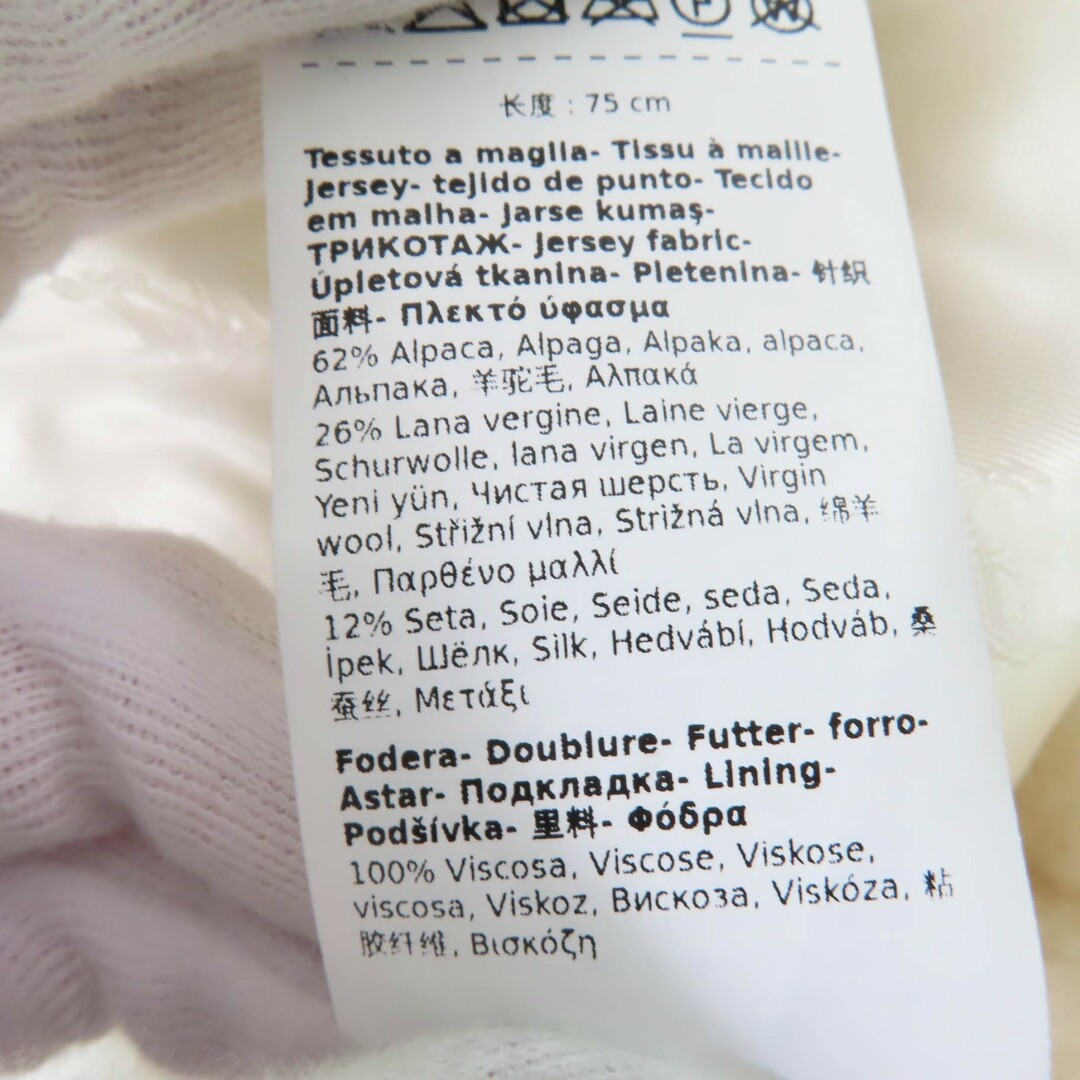 长度 : 75 cm
Tessuto a maglia- Tissu à maille-
Jersey- tejido de punto- Tecido
em malha- Jarse kumaş-
ТРИКОТАЖ- Jersey fabric-
Úpletová tkanina- Pletenina- 针织
面料- Πλεκτό ύφασμα
62% Alpaca, Alpaga, Alpaka, alpaca,
Альпака, 羊驼毛, Αλπακά
26% Lana vergine, Laine vierge,
Schurwolle, lana virgen, La virgem,
Yeni yün, Чистая шерсть, Virgin
wool, Střižní vlna, Strižná vlna, 绵羊
毛, Παρθένο μαλλί
12% Seta, Soie, Seide, seda, Seda,
İpek, Шёлк, Silk, Hedvábí, Hodváb, 桑
蚕丝, Μετάξι
Fodera- Doublure- Futter- forro-
Astar- Подкладка- Lining-
Podšívka- 里料- Φόδρα
100% Viscosa, Viscose, Viskose,
viscosa, Viskoz, Вискоза, Viskóza, 粘
胶纤维, Βισκόζη